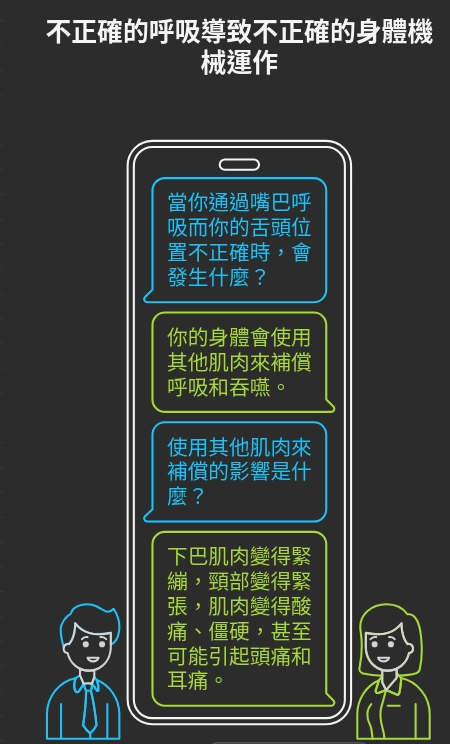 不正確的呼吸導致不正確的身體機
械運作
當你通過嘴巴呼
吸而你的舌頭位
置不正確時，會
發生什麼？
你的身體會使用
其他肌肉來補償
呼吸和吞嚥。
使用其他肌肉來
補償的影響是什
麼？
下巴肌肉變得緊
繃，頸部變得緊
張，肌肉變得酸
痛、僵硬，甚至
可能引起頭痛和
耳痛。